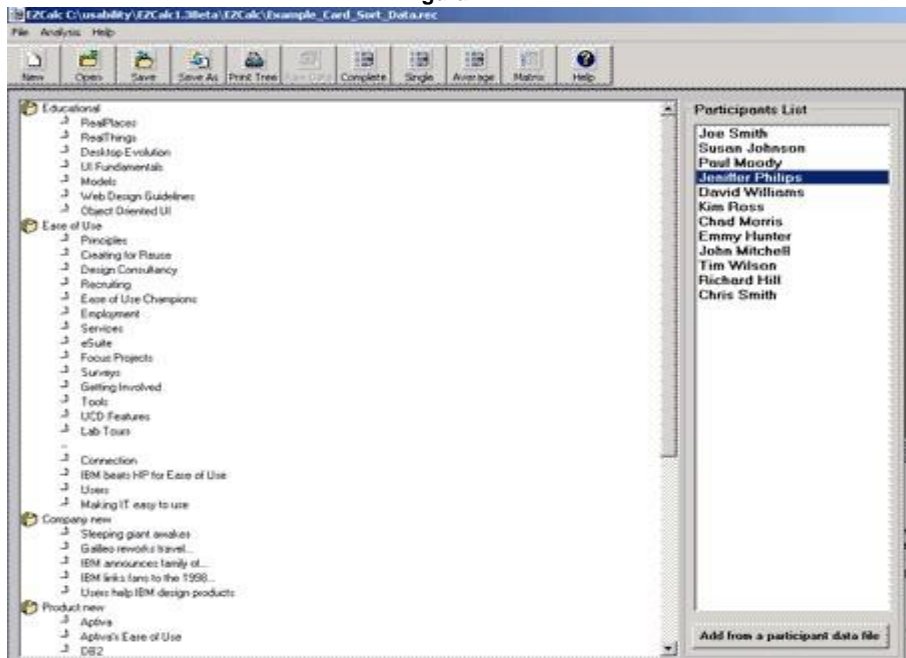 EZCalc C:\usability\EZCalc1.3Beta\EZCalc\Example_Card_Sort_Data.rec
File Analysis Help
New Open Save Save As Print Tree Complete Single Average Matrix Help
Educational
RealPlaces
RealThings
Desktop Evolution
UI Fundamentals
Models
Web Design Guidelines
Object Oriented UI
Ease of Use
Principles
Creating for Reuse
Design Consultancy
Recruiting
Ease of Use Champions
Employment
Services
eSuite
Focus Projects
Surveys
Getting Involved
Tools
UCD Features
Lab Tours
Connection
IBM beats HP for Ease of Use
Users
Making IT easy to use
Company new
Sleeping giant awakes
Galileo reworks travel...
IBM announces family of...
IBM links fans to the 1998...
Users help IBM design products
Product new
Aptiva
Aptiva's Ease of Use
DB2
Participants List
Joe Smith
Susan Johnson
Paul Moody
Jeniffer Philips
David Williams
Kim Ross
Chad Morris
Emmy Hunter
John Mitchell
Tim Wilson
Richard Hill
Chris Smith
Add from a participant data file